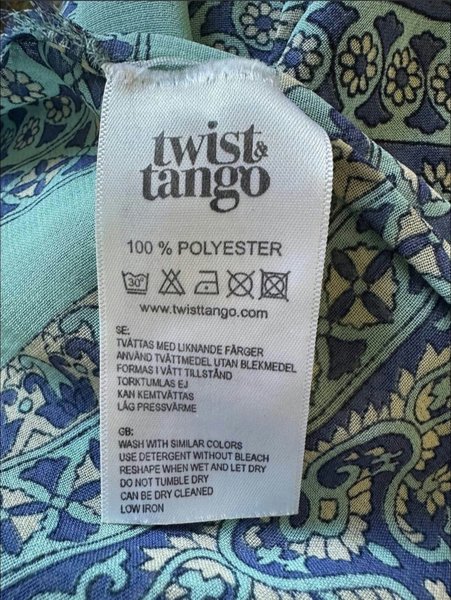 twist &
tango
100 % POLYESTER
30°
www.twisttango.com
SE:
TVÄTTAS MED LIKNANDE FÄRGER
ANVÄND TVÄTTMEDEL UTAN BLEKMEDEL
FORMAS I VÅTT TILLSTÅND
TORKTUMLAS EJ
KAN KEMTVÄTTAS
LÅG PRESSVÄRME
GB:
WASH WITH SIMILAR COLORS
USE DETERGENT WITHOUT BLEACH
RESHAPE WHEN WET AND LET DRY
DO NOT TUMBLE DRY
CAN BE DRY CLEANED
LOW IRON